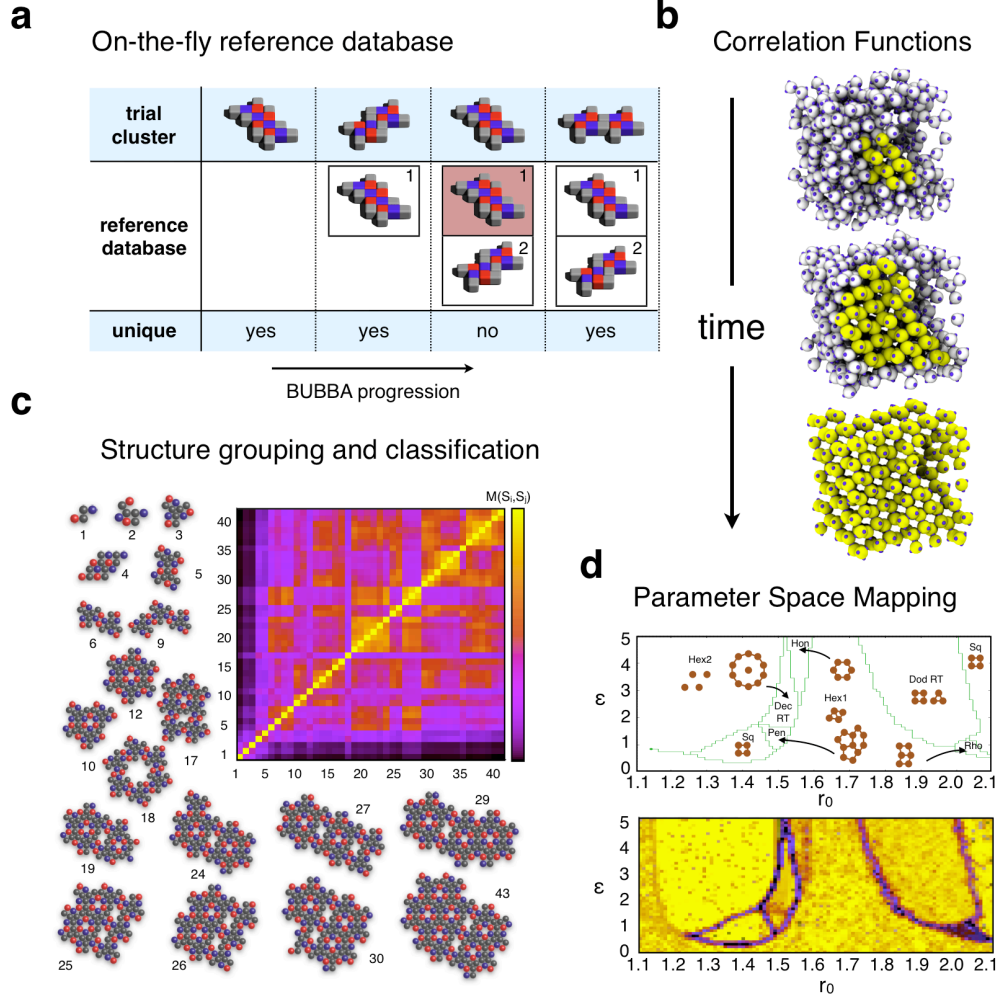 a
On-the-fly reference database
trial
cluster
reference
database
1
1
2
1
2
unique
yes
yes
no
yes
BUBBA progression
b
Correlation Functions
time
c
Structure grouping and classification
1
2
3
4
5
6
9
12
10
17
18
19
24
27
29
25
26
30
43
M(Si,Sj)
40
35
30
25
20
15
10
5
1
1 5 10 15 20 25 30 35 40
d
Parameter Space Mapping
5
4
3
2
1
0
ε
Hex2
Hon
Sq
Dod RT
Hex1
Dec
RT
Sq
Pen
Rho
1.1 1.2 1.3 1.4 1.5 1.6 1.7 1.8 1.9 2.0 2.1
r0
5
4
3
2
1
0
ε
1.1 1.2 1.3 1.4 1.5 1.6 1.7 1.8 1.9 2.0 2.1
r0